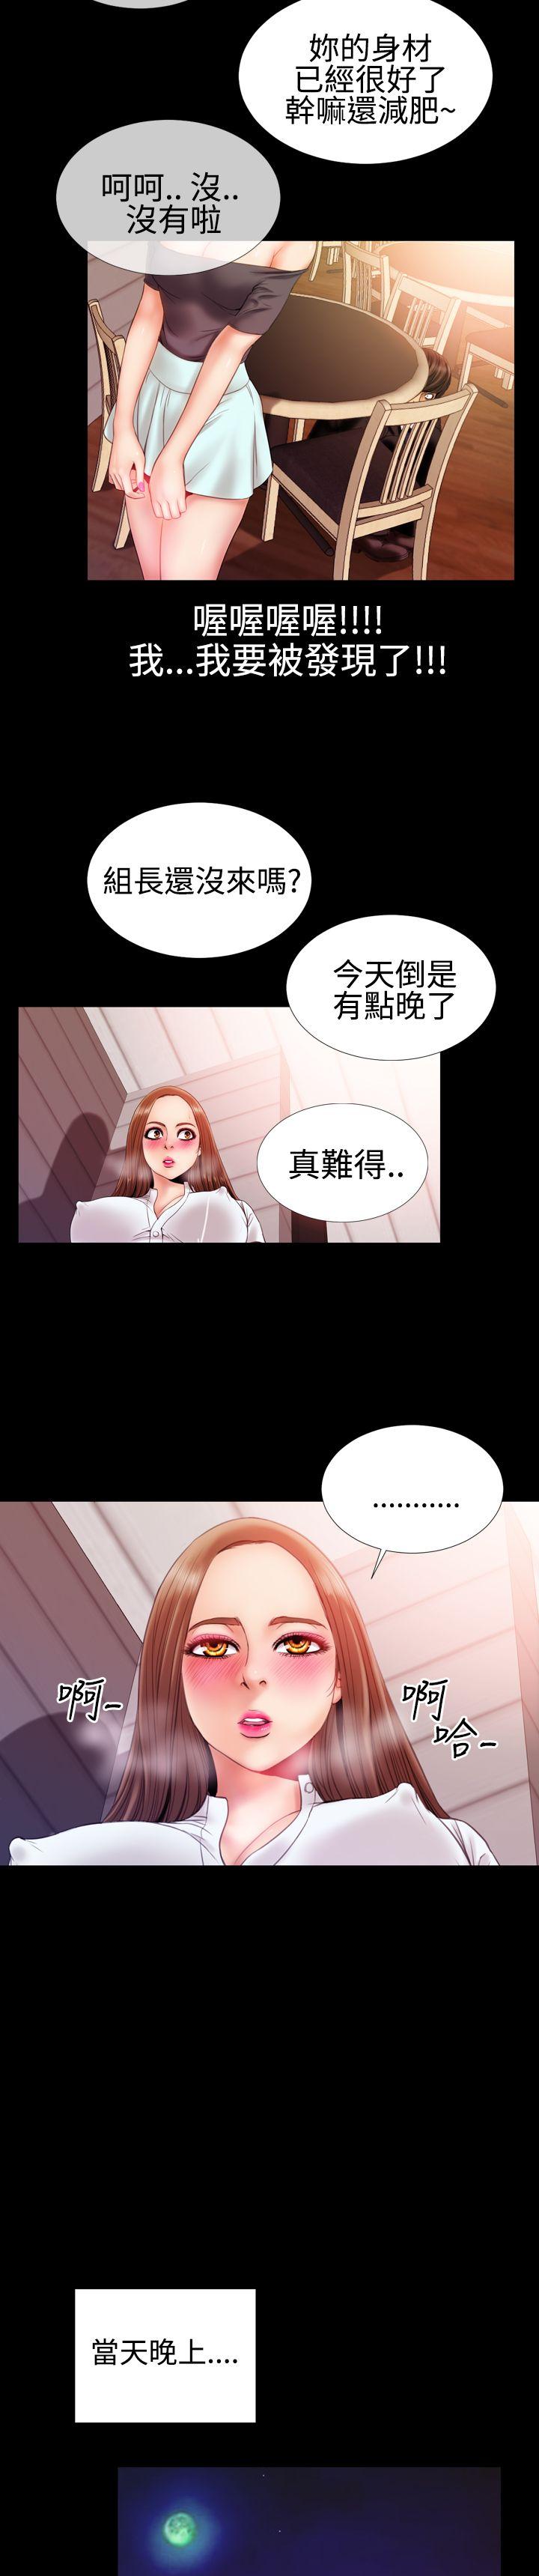 妳的身材
已經很好了
幹嘛還減肥~
呵呵.. 沒..
沒有啦
喔喔喔喔!!!!
我...我要被發現了!!!
組長還沒來嗎?
今天倒是
有點晚了
真難得..
...........
啊-
啊
哈-
當天晚上....